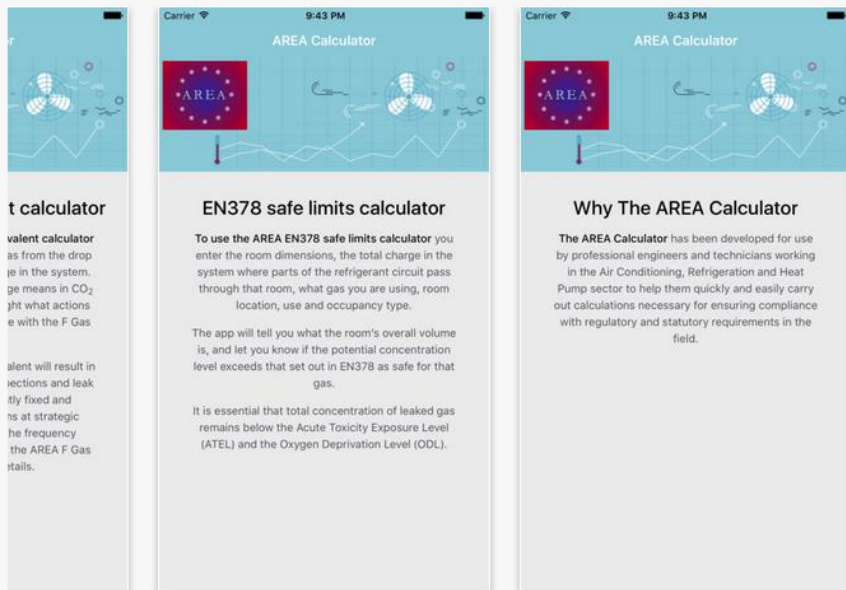 r
t calculator
valent calculator
as from the drop
ge in the system.
ge means in CO₂
ght what actions
e with the F Gas
alent will result in
pections and leak
tly fixed and
ns at strategic
he frequency
the AREA F Gas
etails.
Carrier 9:43 PM
AREA Calculator
AREA
EN378 safe limits calculator
To use the AREA EN378 safe limits calculator you
enter the room dimensions, the total charge in the
system where parts of the refrigerant circuit pass
through that room, what gas you are using, room
location, use and occupancy type.
The app will tell you what the room's overall volume
is, and let you know if the potential concentration
level exceeds that set out in EN378 as safe for that
gas.
It is essential that total concentration of leaked gas
remains below the Acute Toxicity Exposure Level
(ATEL) and the Oxygen Deprivation Level (ODL).
Carrier 9:43 PM
AREA Calculator
AREA
Why The AREA Calculator
The AREA Calculator has been developed for use
by professional engineers and technicians working
in the Air Conditioning, Refrigeration and Heat
Pump sector to help them quickly and easily carry
out calculations necessary for ensuring compliance
with regulatory and statutory requirements in the
field.